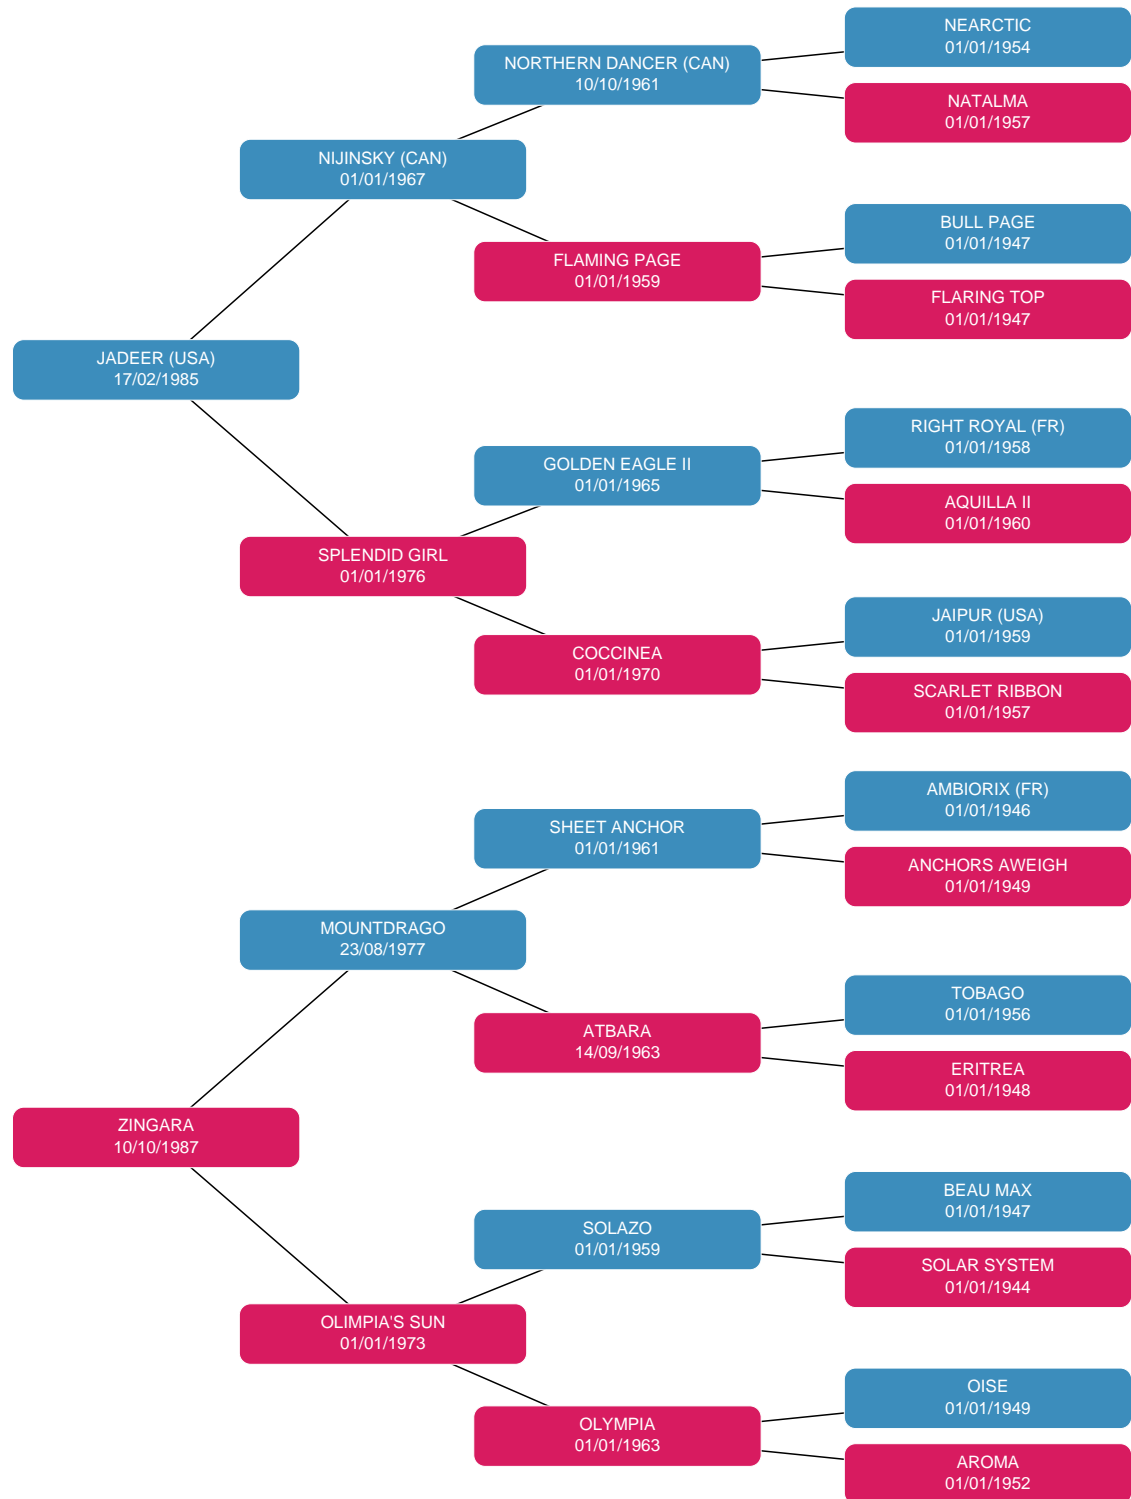 NEARCTIC
01/01/1954
NORTHERN DANCER (CAN)
10/10/1961
NATALMA
01/01/1957
NIJINSKY (CAN)
01/01/1967
BULL PAGE
01/01/1947
FLAMING PAGE
01/01/1959
FLARING TOP
01/01/1947
JADEER (USA)
17/02/1985
RIGHT ROYAL (FR)
01/01/1958
GOLDEN EAGLE II
01/01/1965
AQUILLA II
01/01/1960
SPLENDID GIRL
01/01/1976
JAIPUR (USA)
01/01/1959
COCCINEA
01/01/1970
SCARLET RIBBON
01/01/1957
AMBIORIX (FR)
01/01/1946
SHEET ANCHOR
01/01/1961
ANCHORS AWEIGH
01/01/1949
MOUNTDRAGO
23/08/1977
TOBAGO
01/01/1956
ATBARA
14/09/1963
ERITREA
01/01/1948
ZINGARA
10/10/1987
BEAU MAX
01/01/1947
SOLAZO
01/01/1959
SOLAR SYSTEM
01/01/1944
OLIMPIA'S SUN
01/01/1973
OISE
01/01/1949
OLYMPIA
01/01/1963
AROMA
01/01/1952